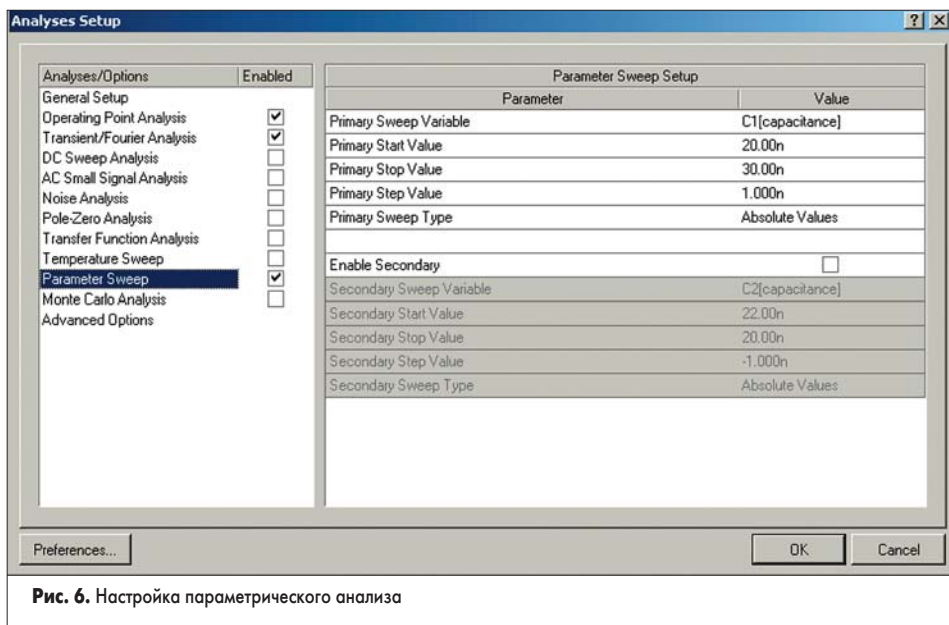 Analyses Setup
Analyses/Options Enabled
General Setup
Operating Point Analysis
Transient/Fourier Analysis
DC Sweep Analysis
AC Small Signal Analysis
Noise Analysis
Pole-Zero Analysis
Transfer Function Analysis
Temperature Sweep
Parameter Sweep
Monte Carlo Analysis
Advanced Options
Parameter Sweep Setup
Parameter Value
Primary Sweep Variable C1[capacitance]
Primary Start Value 20.00n
Primary Stop Value 30.00n
Primary Step Value 1.000n
Primary Sweep Type Absolute Values
Enable Secondary
Secondary Sweep Variable C2[capacitance]
Secondary Start Value 22.00n
Secondary Stop Value 20.00n
Secondary Step Value -1.000n
Secondary Sweep Type Absolute Values
Preferences... OK Cancel
Рис. 6. Настройка параметрического анализа